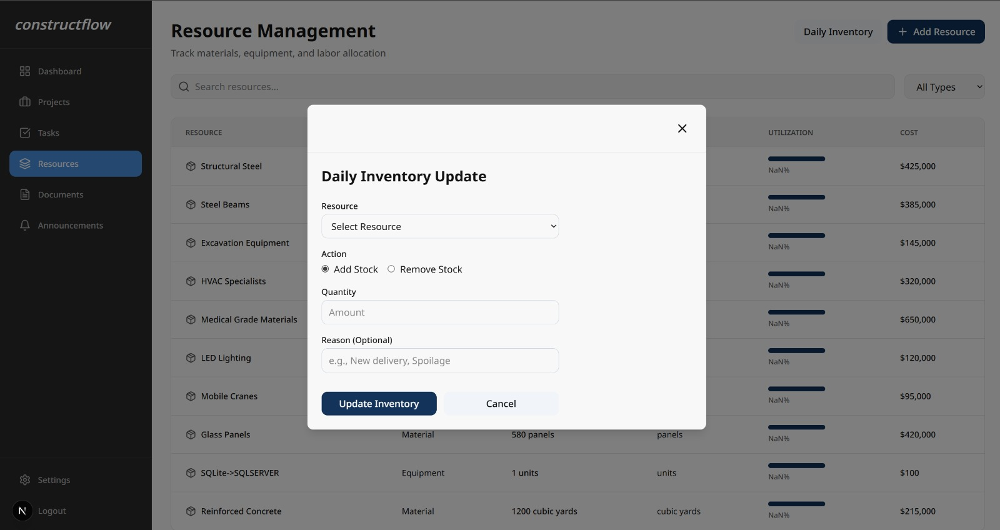 constructflow
Dashboard
Projects
Tasks
Resources
Documents
Announcements
Settings
N
Logout
Resource Management
Track materials, equipment, and labor allocation
Daily Inventory
Add Resource
Search resources...
All Types
RESOURCE
UTILIZATION
COST
Structural Steel
NaN%
$425,000
Steel Beams
NaN%
$385,000
Excavation Equipment
NaN%
$145,000
HVAC Specialists
NaN%
$320,000
Medical Grade Materials
NaN%
$650,000
LED Lighting
NaN%
$120,000
Mobile Cranes
NaN%
$95,000
Glass Panels
Material
580 panels
panels
NaN%
$420,000
SQLite->SQLSERVER
Equipment
1 units
units
NaN%
$100
Reinforced Concrete
Material
1200 cubic yards
cubic yards
NaN%
$215,000
Daily Inventory Update
Resource
Select Resource
Action
Add Stock
Remove Stock
Quantity
Amount
Reason (Optional)
e.g., New delivery, Spoilage
Update Inventory
Cancel